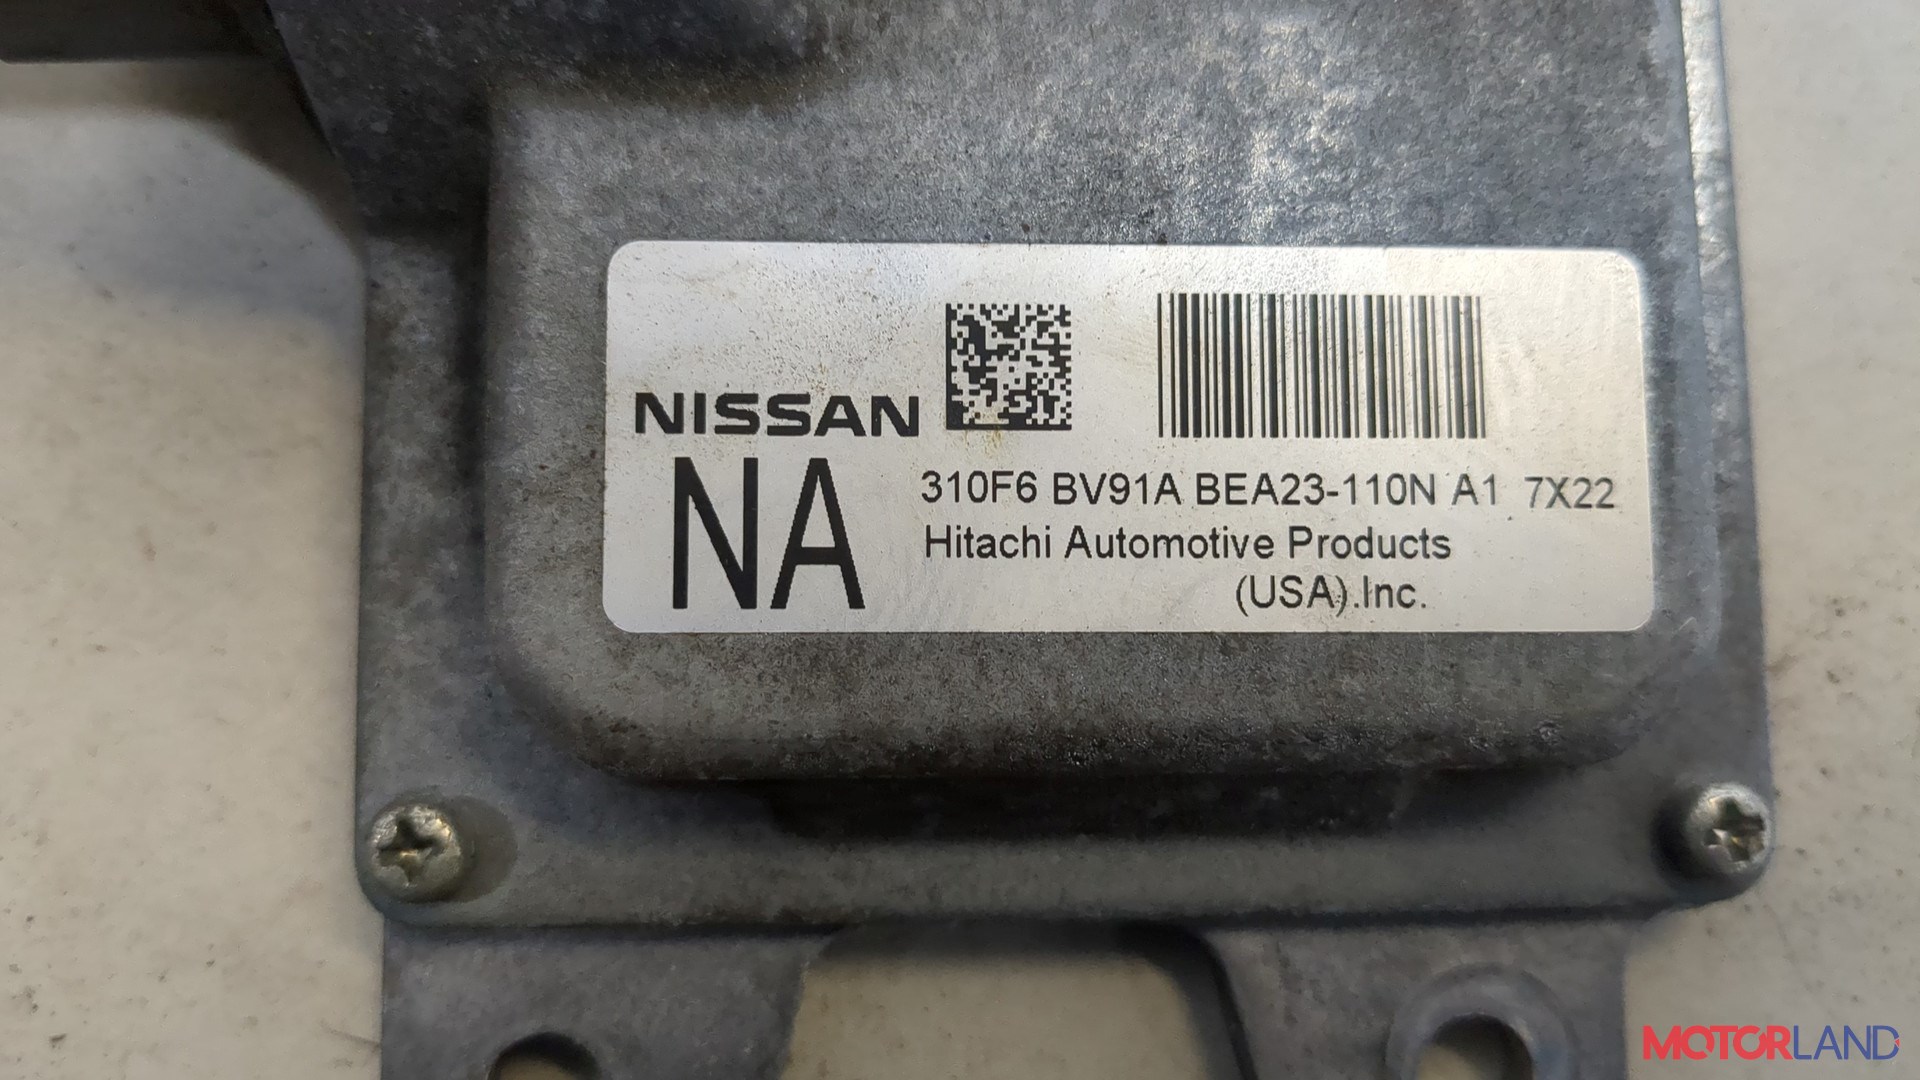 NISSAN
NA
310F6 BV91A BEA23-110N A1 7X22
Hitachi Automotive Products
(USA).Inc.
MOTORLAND